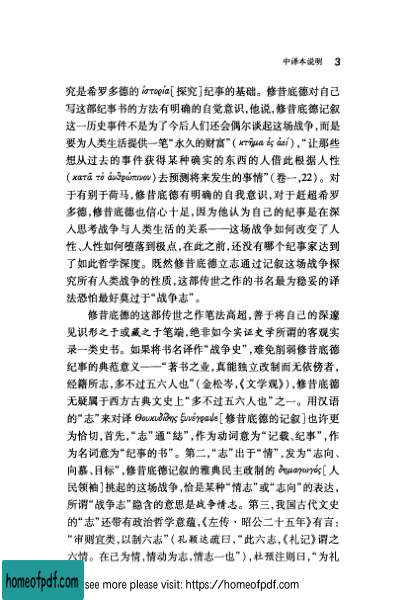 中译本说明 3
究是希罗多德的 ἱστορία[探究]纪事的基础。修昔底德对自己
写这部纪事书的方法有明确的自觉意识,他说,修昔底德记叙
这一历史事件不是为了今后人们还会偶尔谈起这场战争,而是
要为人类生活提供一笔“永久的财富”(κτῆμα ἐς ἀεί),“让那些
想从过去的事件获得某种确实的东西的人借此根据人性
(κατὰ τὸ ἀνθρώπινον)去预测将来发生的事情”(卷一,22)。对
于有别于荷马,修昔底德有明确的自我意识,对于赶超希罗
多德,修昔底德也信心十足,因为他认为自己的纪事是在深
入思考战争与人类生活的关系——这场战争如何改变了人
性、人性如何堕落到极点,在此之前,还没有哪个纪事家达到
了如此哲学深度。既然修昔底德立志通过记叙这场战争探
究所有人类战争的性质,这部传世之作的书名最为稳妥的译
法恐怕最好莫过于“战争志”。
修昔底德的这部传世之作笔法高超,善于将自己的深邃
见识形之于或藏之于笔端,绝非如今实证史学所谓的客观实
录一类史书。如果将书名译作“战争史”,难免削弱修昔底德
纪事的典范意义——“著书之业,真能独立改制而无依傍者,
经籍所志,多不过五六人也”(金松岑,《文学观》),修昔底德
无疑属于西方古典文史上“多不过五六人也”之一。用汉语
的“志”来对译 Θουκυδίδης ξυνέγραψε[修昔底德的记叙]也许更
为恰切,首先,“志”通“誌”,作为动词意为“记载、纪事”,作
为名词意为“纪事的书”。第二,“志”出于“情”,发为“志向、
向慕、目标”,修昔底德记叙的雅典民主政制的 δημαγωγός[人
民领袖]挑起的这场战争,恰是某种“情志”或“志向”的表达,
所谓“战争志”隐含的意思是战争情志。第三,我国古代文史
的“志”还带有政治哲学意蕴,《左传·昭公二十五年》有言:
“审则宜类,以制六志”(孔颖达疏曰,“此六志,《礼记》谓之
六情。在己为情,情动为志,情志一也”),杜预注则曰,“为礼
homeofpdf.com
see more please visit: https://homeofpdf.com